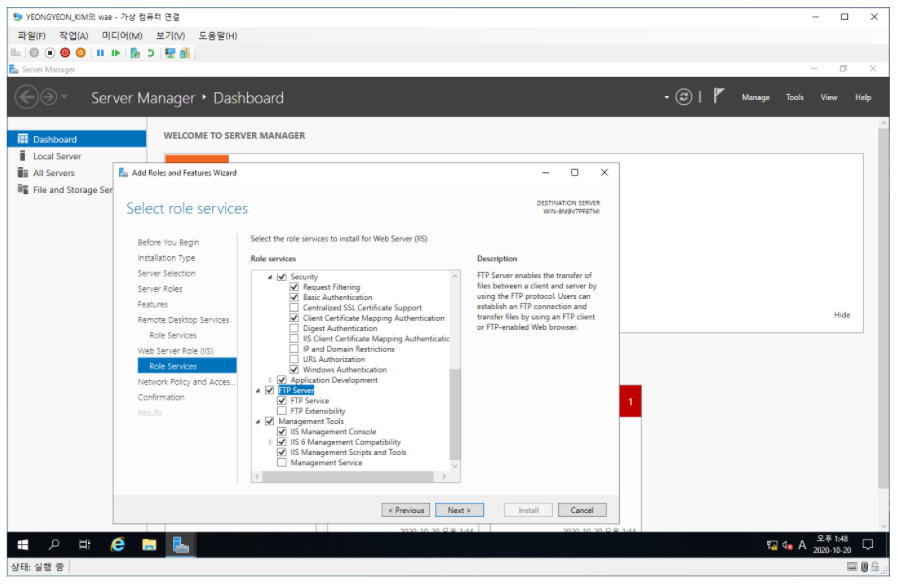 YEONGYEON_KIM의 wae - 가상 컴퓨터 연결
파일(F) 작업(A) 미디어(M) 보기(V) 도움말(H)
Server Manager
Server Manager • Dashboard
Manage Tools View Help
Dashboard
Local Server
All Servers
File and Storage Ser
WELCOME TO SERVER MANAGER
Add Roles and Features Wizard
Select role services
DESTINATION SERVER
WIN-9M9V7PF87MI
Before You Begin
Installation Type
Server Selection
Server Roles
Features
Remote Desktop Services
Role Services
Web Server Role (IIS)
Role Services
Network Policy and Acces...
Confirmation
Results
Select the role services to install for Web Server (IIS)
Role services
Security
Request Filtering
Basic Authentication
Centralized SSL Certificate Support
Client Certificate Mapping Authentication
Digest Authentication
IIS Client Certificate Mapping Authenticatic
IP and Domain Restrictions
URL Authorization
Windows Authentication
Application Development
FTP Server
FTP Service
FTP Extensibility
Management Tools
IIS Management Console
IIS 6 Management Compatibility
IIS Management Scripts and Tools
Management Service
Description
FTP Server enables the transfer of
files between a client and server by
using the FTP protocol. Users can
establish an FTP connection and
transfer files by using an FTP client
or FTP-enabled Web browser.
Hide
1
< Previous Next > Install Cancel
2020-10-20 오후 1:44 2020-10-20 오후 1:44
A 오후 1:48
2020-10-20
상태: 실행 중